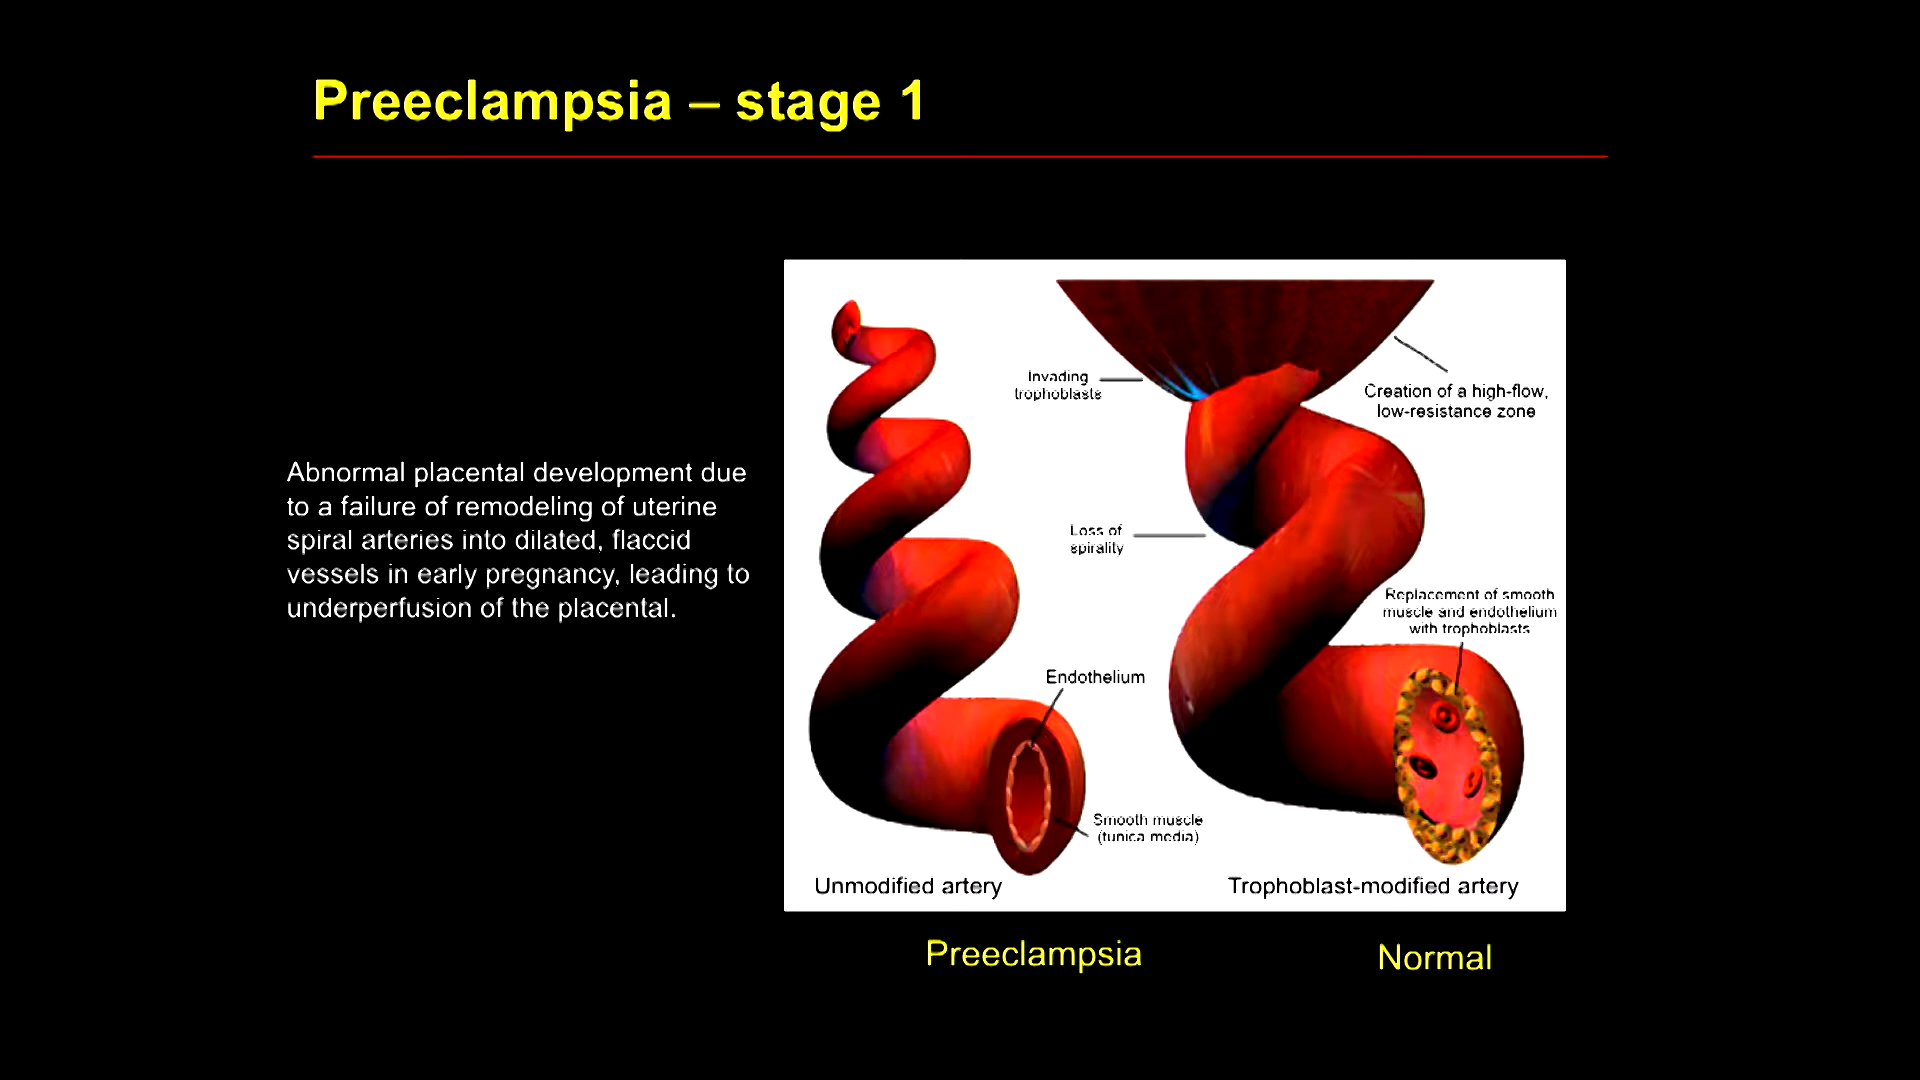 Preeclampsia – stage 1
Abnormal placental development due
to a failure of remodeling of uterine
spiral arteries into dilated, flaccid
vessels in early pregnancy, leading to
underperfusion of the placental.
Invading
trophoblasts
Creation of a high-flow,
low-resistance zone
Loss of
spirality
Replacement of smooth
muscle and endothelium
with trophoblasts
Endothelium
Smooth muscle
(tunica media)
Unmodified artery
Trophoblast-modified artery
Preeclampsia
Normal